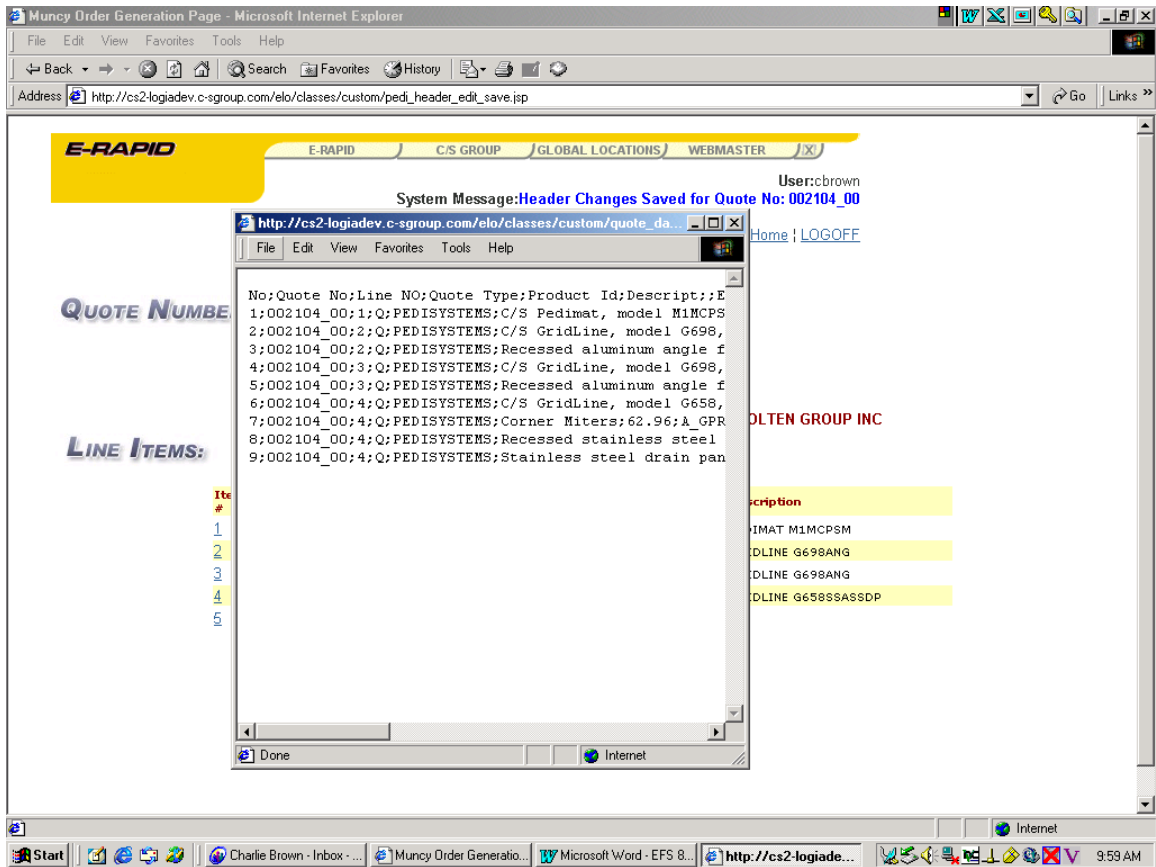 Muncy Order Generation Page - Microsoft Internet Explorer
File Edit View Favorites Tools Help
Back Search Favorites History
Address http://cs2-logiadev.c-sgroup.com/elo/classes/custom/pedi_header_edit_save.jsp Go Links »
E-RAPID E-RAPID C/S GROUP GLOBAL LOCATIONS WEBMASTER X
User:cbrown
System Message:Header Changes Saved for Quote No: 002104_00
Home ¦ LOGOFF
http://cs2-logiadev.c-sgroup.com/elo/classes/custom/quote_da...
File Edit View Favorites Tools Help
No;Quote No;Line NO;Quote Type;Product Id;Descript;;E
1;002104_00;1;Q;PEDISYSTEMS;C/S Pedimat, model M1MCPS
2;002104_00;2;Q;PEDISYSTEMS;C/S GridLine, model G698,
3;002104_00;2;Q;PEDISYSTEMS;Recessed aluminum angle f
4;002104_00;3;Q;PEDISYSTEMS;C/S GridLine, model G698,
5;002104_00;3;Q;PEDISYSTEMS;Recessed aluminum angle f
6;002104_00;4;Q;PEDISYSTEMS;C/S GridLine, model G658,
7;002104_00;4;Q;PEDISYSTEMS;Corner Miters;62.96;A_GPR
8;002104_00;4;Q;PEDISYSTEMS;Recessed stainless steel
9;002104_00;4;Q;PEDISYSTEMS;Stainless steel drain pan
QUOTE NUMBE
OLTEN GROUP INC
LINE ITEMS:
Ite
# scription
1 IMAT M1MCPSM
2 DLINE G698ANG
3 DLINE G698ANG
4 DLINE G658SSASSDP
5
Done Internet
Internet
Start Charlie Brown - Inbox - ... Muncy Order Generatio... Microsoft Word - EFS 8... http://cs2-logiade... 9:59 AM